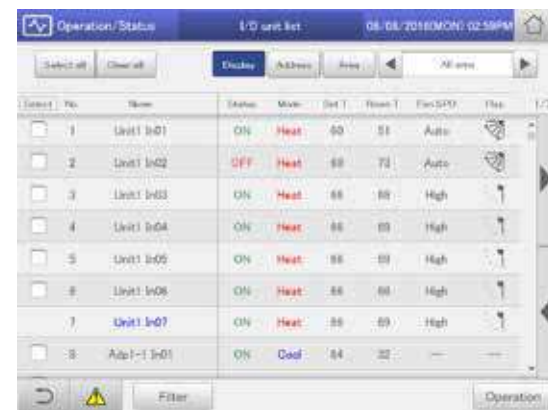 Operation/Status I/D unit list 08/08/2016(MON) 02:59PM
Select all Clear all Display Address Area All area
Select No. Name Status Mode Set T. Room T. Fan SPD Flap
1 Unit1 In01 ON Heat 60 51 Auto
2 Unit1 In02 OFF Heat Auto
3 Unit1 In03 ON Heat High
4 Unit1 In04 ON Heat High
5 Unit1 In05 ON Heat High
6 Unit1 In06 ON Heat High
7 Unit1 In07 ON Heat High
8 Adp1-1 In01 ON Cool --- ---
Filter Operation